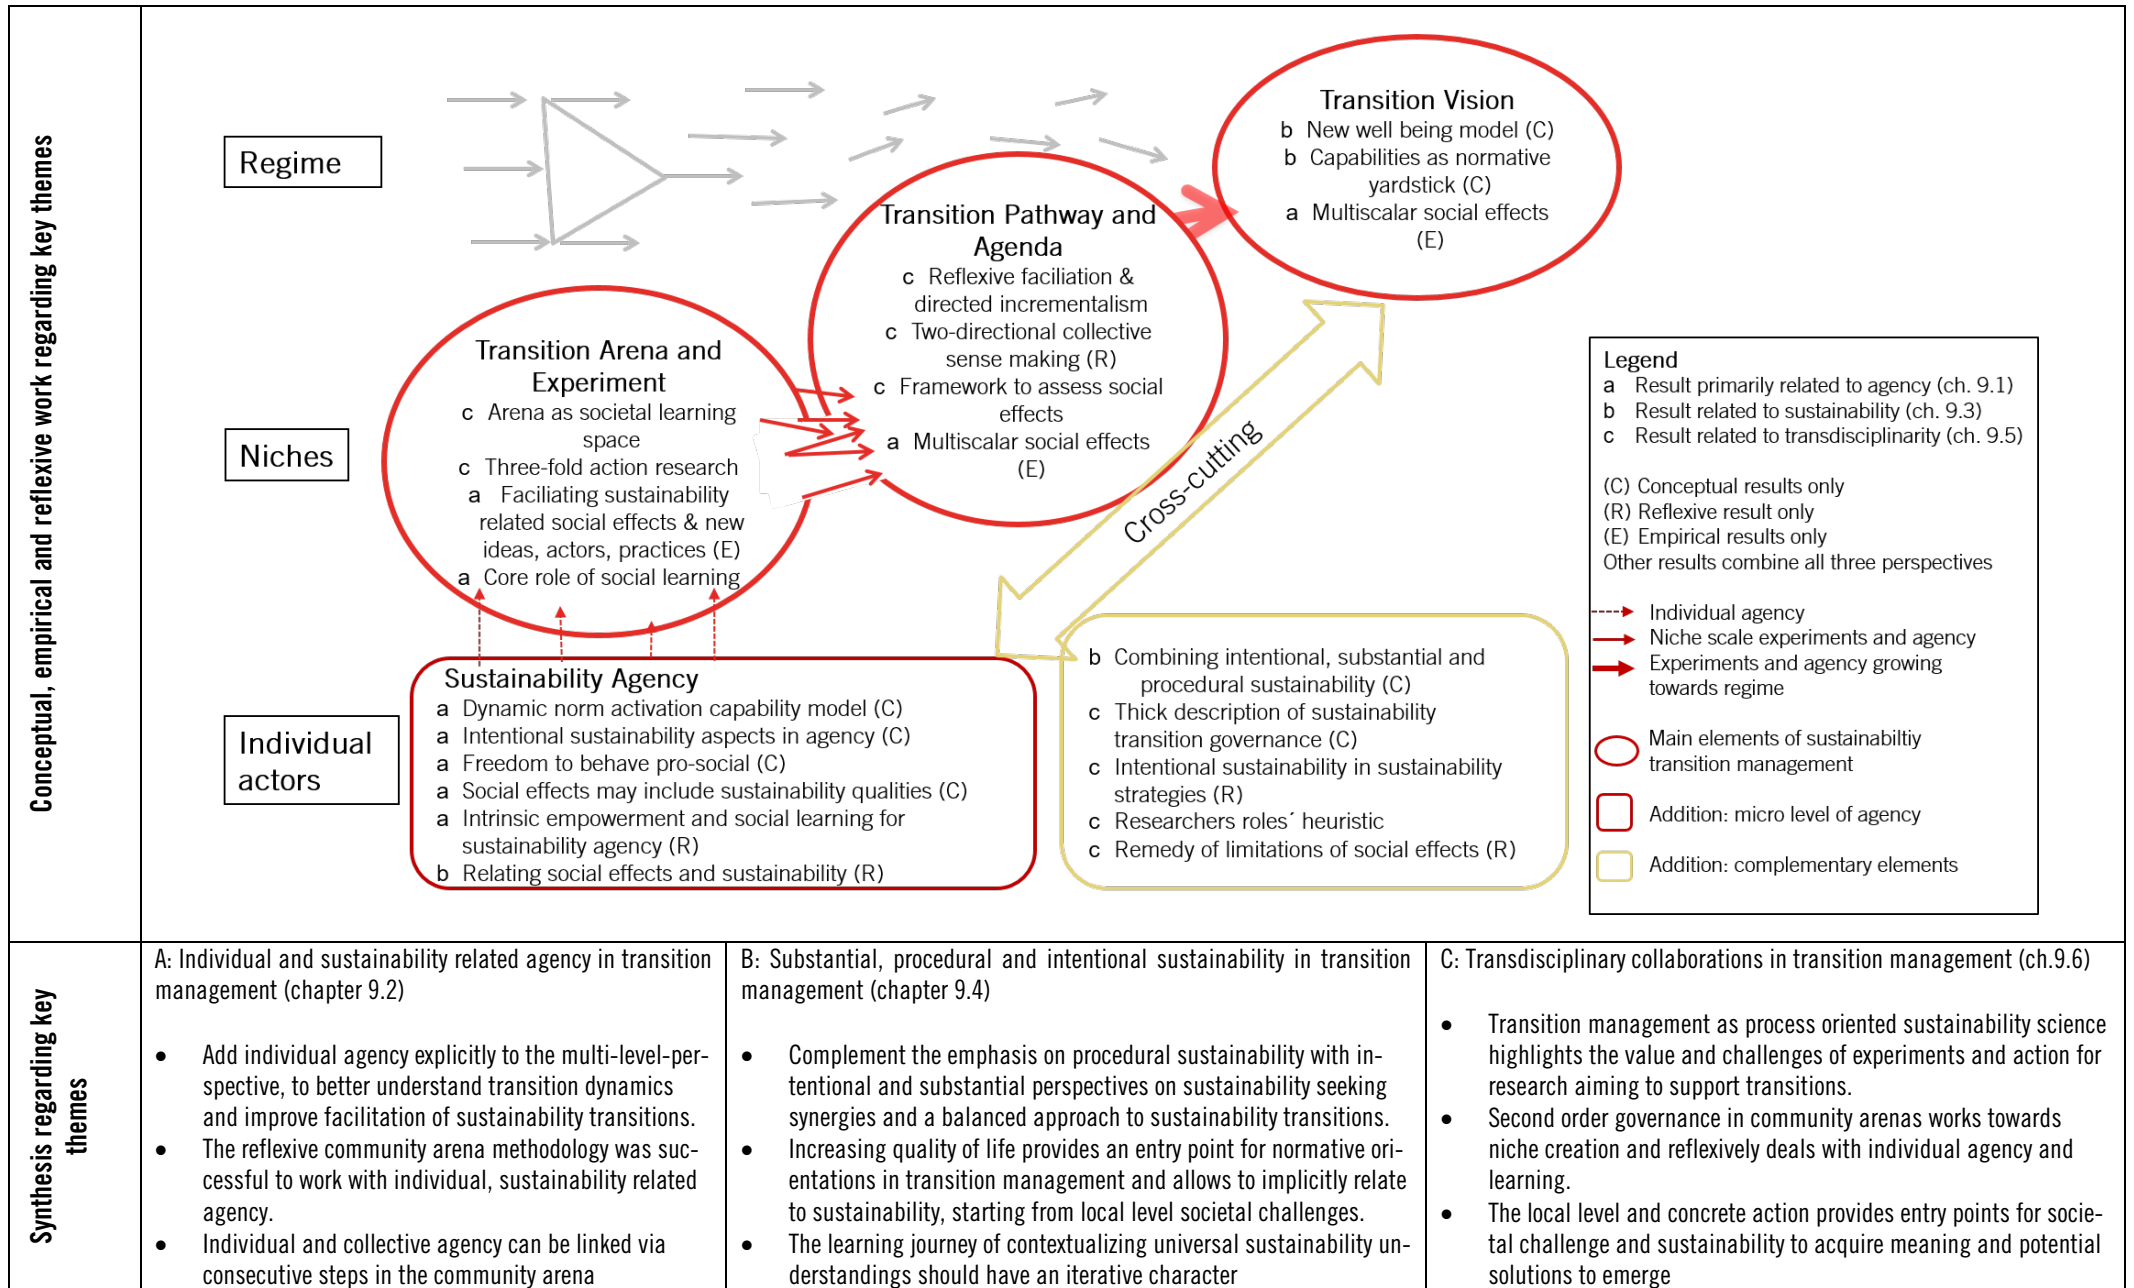 Conceptual, empirical and reflexive work regarding key themes
Regime
Niches
Individual
actors
Transition Vision
b New well being model (C)
b Capabilities as normative
yardstick (C)
a Multiscalar social effects
(E)
Transition Pathway and
Agenda
c Reflexive faciliation &
directed incrementalism
c Two-directional collective
sense making (R)
c Framework to assess social
effects
a Multiscalar social effects
(E)
Transition Arena and
Experiment
c Arena as societal learning
space
c Three-fold action research
a Faciliating sustainability
related social effects & new
ideas, actors, practices (E)
a Core role of social learning
Cross-cutting
Sustainability Agency
a Dynamic norm activation capability model (C)
a Intentional sustainability aspects in agency (C)
a Freedom to behave pro-social (C)
a Social effects may include sustainability qualities (C)
a Intrinsic empowerment and social learning for
sustainability agency (R)
b Relating social effects and sustainability (R)
b Combining intentional, substantial and
procedural sustainability (C)
c Thick description of sustainability
transition governance (C)
c Intentional sustainability in sustainability
strategies (R)
c Researchers roles´ heuristic
c Remedy of limitations of social effects (R)
Legend
a Result primarily related to agency (ch. 9.1)
b Result related to sustainability (ch. 9.3)
c Result related to transdisciplinarity (ch. 9.5)
(C) Conceptual results only
(R) Reflexive result only
(E) Empirical results only
Other results combine all three perspectives
Individual agency
Niche scale experiments and agency
Experiments and agency growing
towards regime
Main elements of sustainabiltiy
transition management
Addition: micro level of agency
Addition: complementary elements
Synthesis regarding key
themes
A: Individual and sustainability related agency in transition
management (chapter 9.2)
• Add individual agency explicitly to the multi-level-per-
spective, to better understand transition dynamics
and improve facilitation of sustainability transitions.
• The reflexive community arena methodology was suc-
cessful to work with individual, sustainability related
agency.
• Individual and collective agency can be linked via
consecutive steps in the community arena
B: Substantial, procedural and intentional sustainability in transition
management (chapter 9.4)
• Complement the emphasis on procedural sustainability with in-
tentional and substantial perspectives on sustainability seeking
synergies and a balanced approach to sustainability transitions.
• Increasing quality of life provides an entry point for normative ori-
entations in transition management and allows to implicitly relate
to sustainability, starting from local level societal challenges.
• The learning journey of contextualizing universal sustainability un-
derstandings should have an iterative character
C: Transdisciplinary collaborations in transition management (ch.9.6)
• Transition management as process oriented sustainability science
highlights the value and challenges of experiments and action for
research aiming to support transitions.
• Second order governance in community arenas works towards
niche creation and reflexively deals with individual agency and
learning.
• The local level and concrete action provides entry points for socie-
tal challenge and sustainability to acquire meaning and potential
solutions to emerge